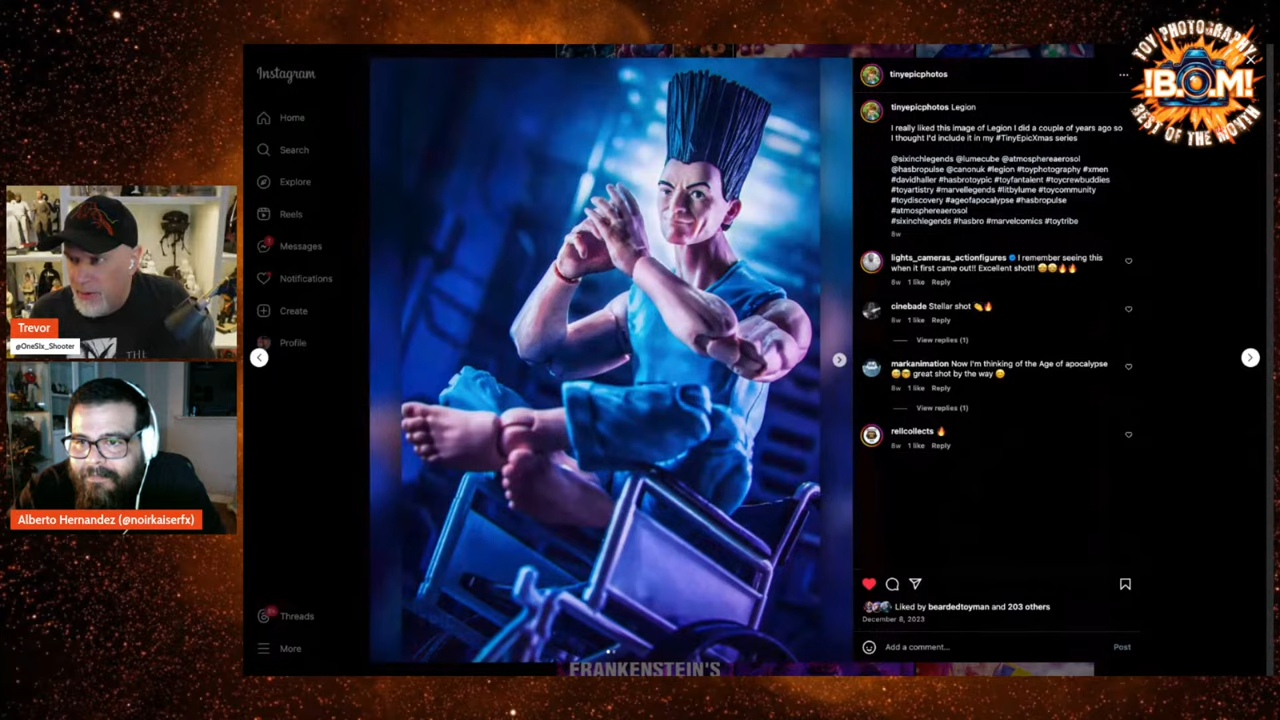 TOY PHOTOGRAPHY
!B.O.M!
BEST OF THE MONTH
Instagram
Home
Search
Explore
Reels
Messages
Notifications
Create
Profile
Threads
More
Trevor
@OneSix_Shooter
THE
Alberto Hernandez (@noirkaiserfx)
FRANKENSTEIN'S
tinyepicphotos
tinyepicphotos Legion
I really liked this image of Legion I did a couple of years ago so
I thought I'd include it in my #TinyEpicXmas series
@sixinchlegends @lumecube @atmosphereaerosol
@hasbropulse @canonuk #legion #toyphotography #xmen
#davidhaller #hasbrotoypic #toyfantalent #toycrewbuddies
#toyartistry #marvellegends #litbylume #toycommunity
#toydiscovery #ageofapocalypse #hasbropulse
#atmosphereaerosol
#sixinchlegends #hasbro #marvelcomics #toytribe
8w
lights_cameras_actionfigures I remember seeing this
when it first came out!! Excellent shot!! 😄😄🔥🔥
8w 1 like Reply
cinebade Stellar shot 👏🔥
8w 1 like Reply
View replies (1)
markanimation Now I'm thinking of the Age of apocalypse
😄😄 great shot by the way 😊
8w 1 like Reply
View replies (1)
rellcollects 🔥
8w 1 like Reply
Liked by beardedtoyman and 203 others
December 8, 2023
Add a comment...
Post